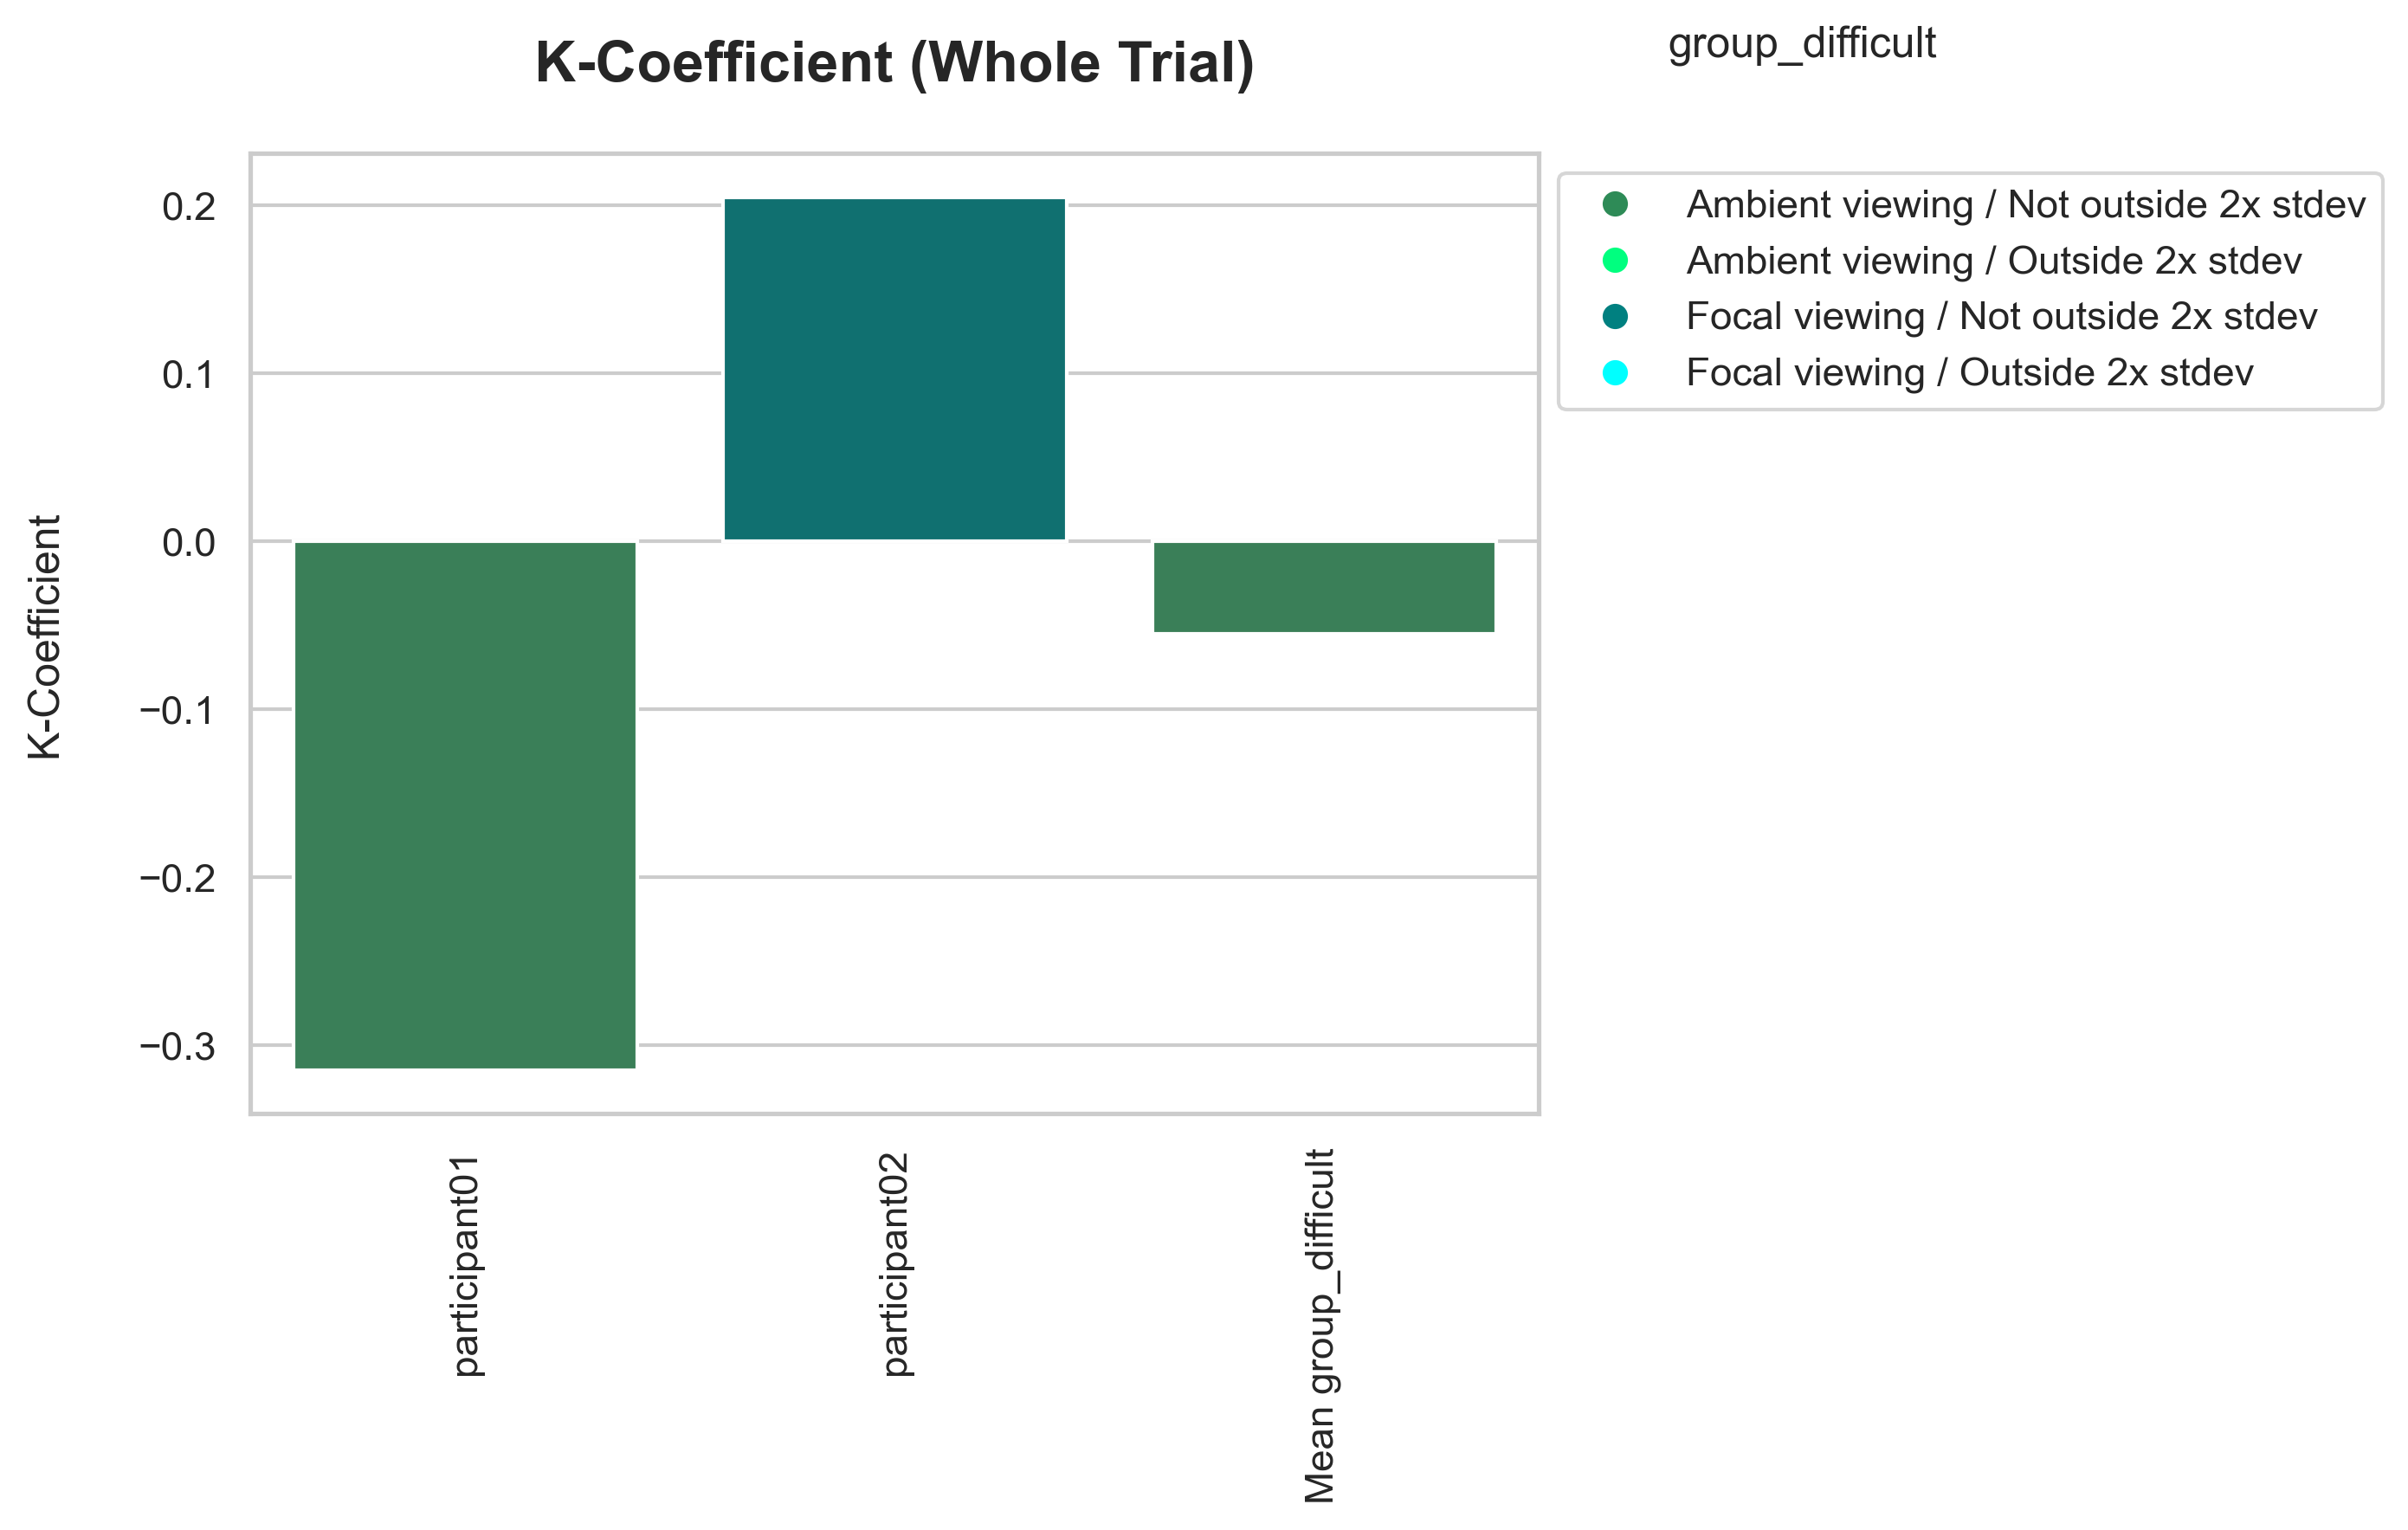 K-Coefficient (Whole Trial)
group_difficult
Ambient viewing / Not outside 2x stdev
Ambient viewing / Outside 2x stdev
Focal viewing / Not outside 2x stdev
Focal viewing / Outside 2x stdev
K-Coefficient
0.2
0.1
0.0
−0.1
−0.2
−0.3
participant01
participant02
Mean group_difficult